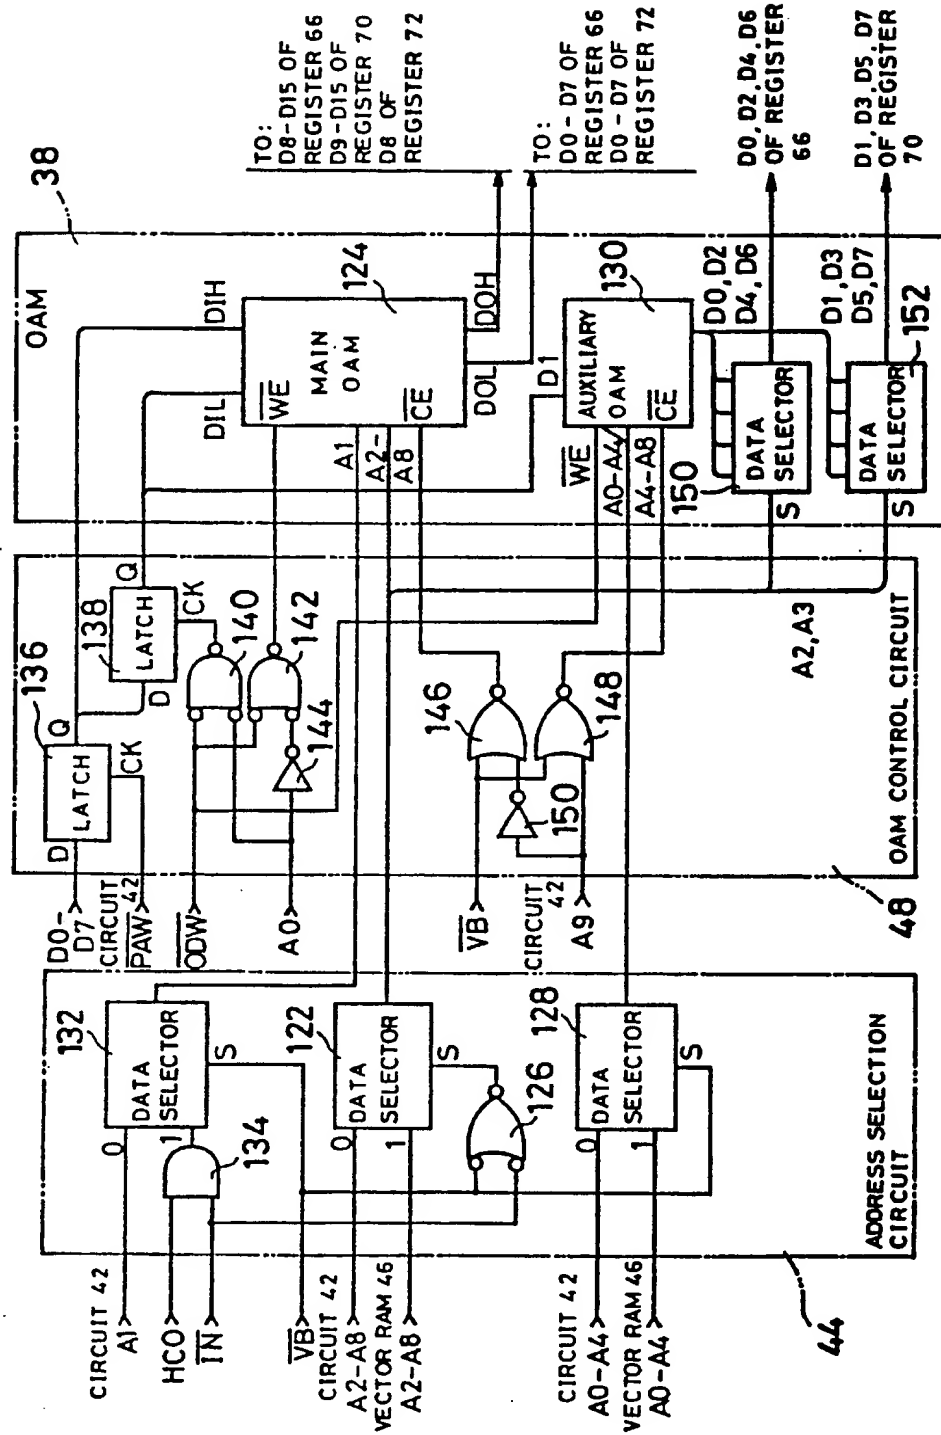 CIRCUIT 42
A1
HCO
IN
VB
CIRCUIT 42
A2-A8
VECTOR RAM 46
A2-A8
CIRCUIT 42
A0-A4
VECTOR RAM 46
A0-A4
132
DATA
SELECTOR
0
1
S
134
122
DATA
SELECTOR
0
1
S
126
128
DATA
SELECTOR
0
1
S
ADDRESS SELECTION
CIRCUIT
44
D0-
D7
CIRCUIT
42
PAW
ODW
A0
VB
CIRCUIT
42
A9
136
D
LATCH
Q
CK
138
D
LATCH
Q
CK
140
142
144
146
148
150
A2, A3
OAM CONTROL CIRCUIT
48
OAM
38
DIH
DIL
WE
MAIN
OAM
124
A1
A2-
A8
CE
DOL
DOH
D1
WE
AUXILIARY
OAM
130
A0-A4
A4-A8
CE
150
DATA
SELECTOR
S
D0, D2
D4, D6
DATA
SELECTOR
S
D1, D3
D5, D7
152
TO:
D8-D15 OF
REGISTER 66
D9-D15 OF
REGISTER 70
D8 OF
REGISTER 72
TO:
D0-D7 OF
REGISTER 66
D0-D7 OF
REGISTER 72
D0, D2, D4, D6
OF REGISTER
66
D1, D3, D5, D7
OF REGISTER
70